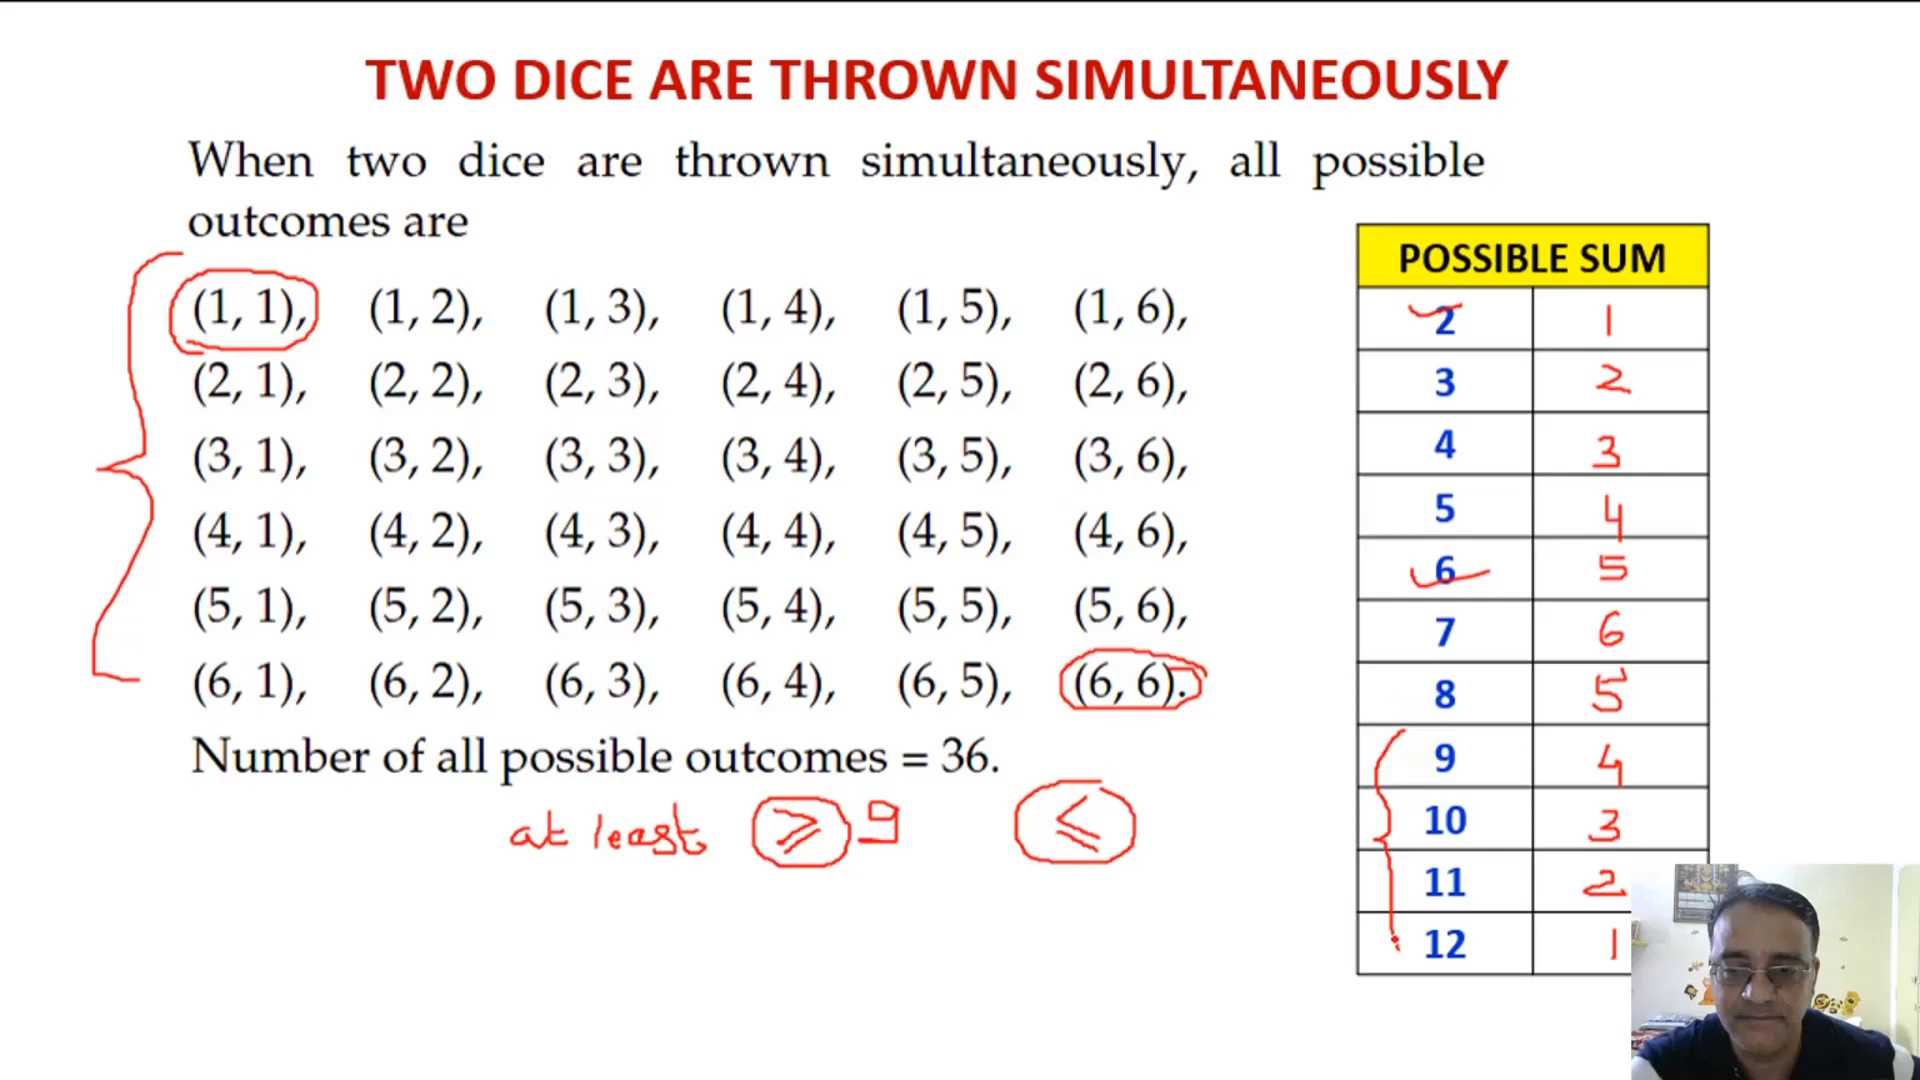 TWO DICE ARE THROWN SIMULTANEOUSLY
When two dice are thrown simultaneously, all possible
outcomes are
(1, 1), (1, 2), (1, 3), (1, 4), (1, 5), (1, 6),
(2, 1), (2, 2), (2, 3), (2, 4), (2, 5), (2, 6),
(3, 1), (3, 2), (3, 3), (3, 4), (3, 5), (3, 6),
(4, 1), (4, 2), (4, 3), (4, 4), (4, 5), (4, 6),
(5, 1), (5, 2), (5, 3), (5, 4), (5, 5), (5, 6),
(6, 1), (6, 2), (6, 3), (6, 4), (6, 5), (6, 6).
Number of all possible outcomes = 36.
at least ≥ 9 ≤
POSSIBLE SUM
2 1
3 2
4 3
5 4
6 5
7 6
8 5
9 4
10 3
11 2
12 1